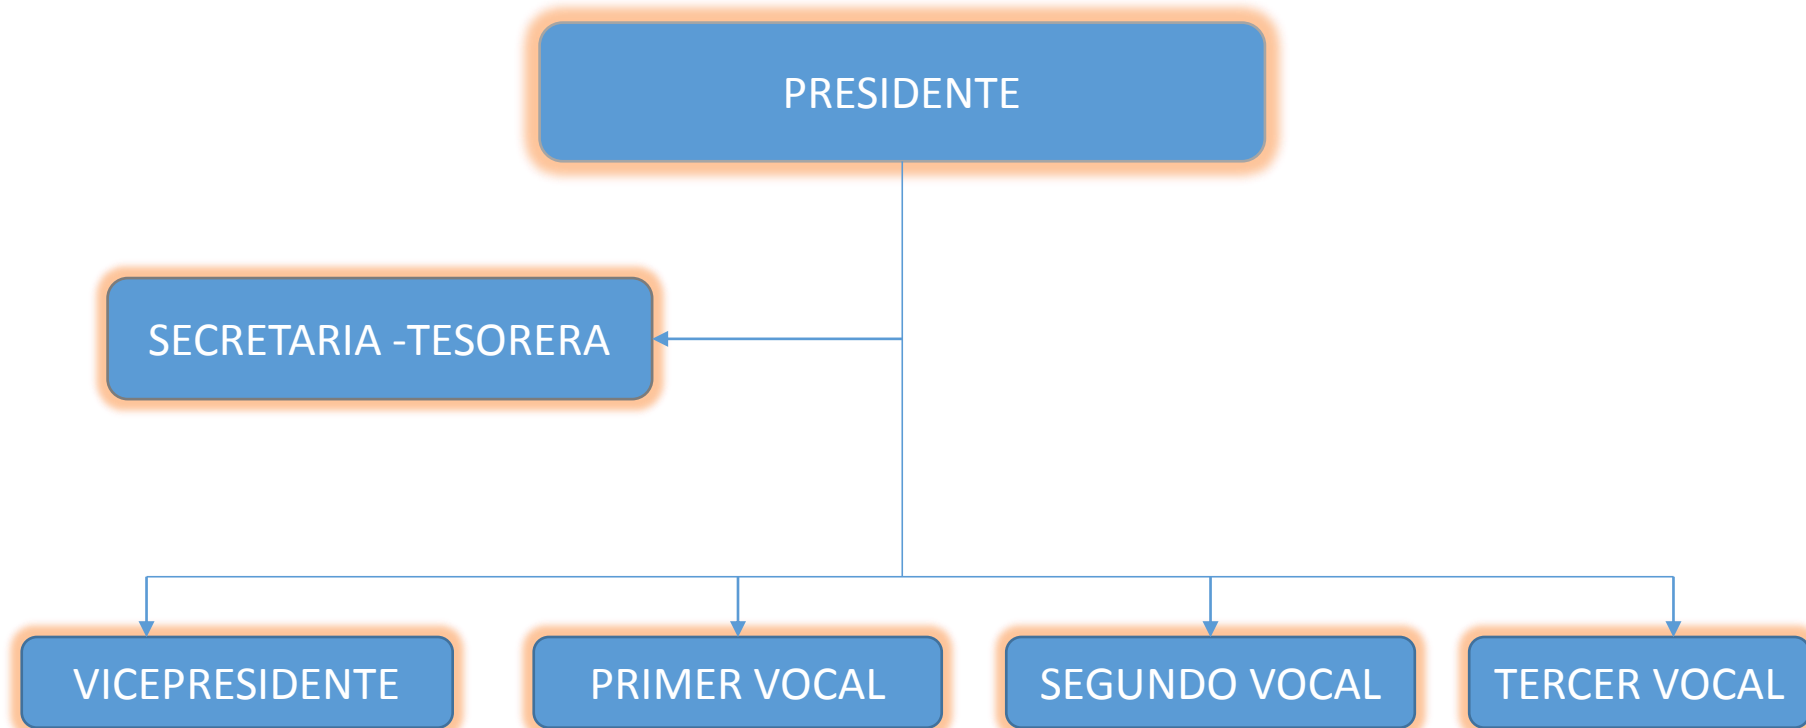 PRESIDENTE
SECRETARIA -TESORERA
VICEPRESIDENTE
PRIMER VOCAL
SEGUNDO VOCAL
TERCER VOCAL